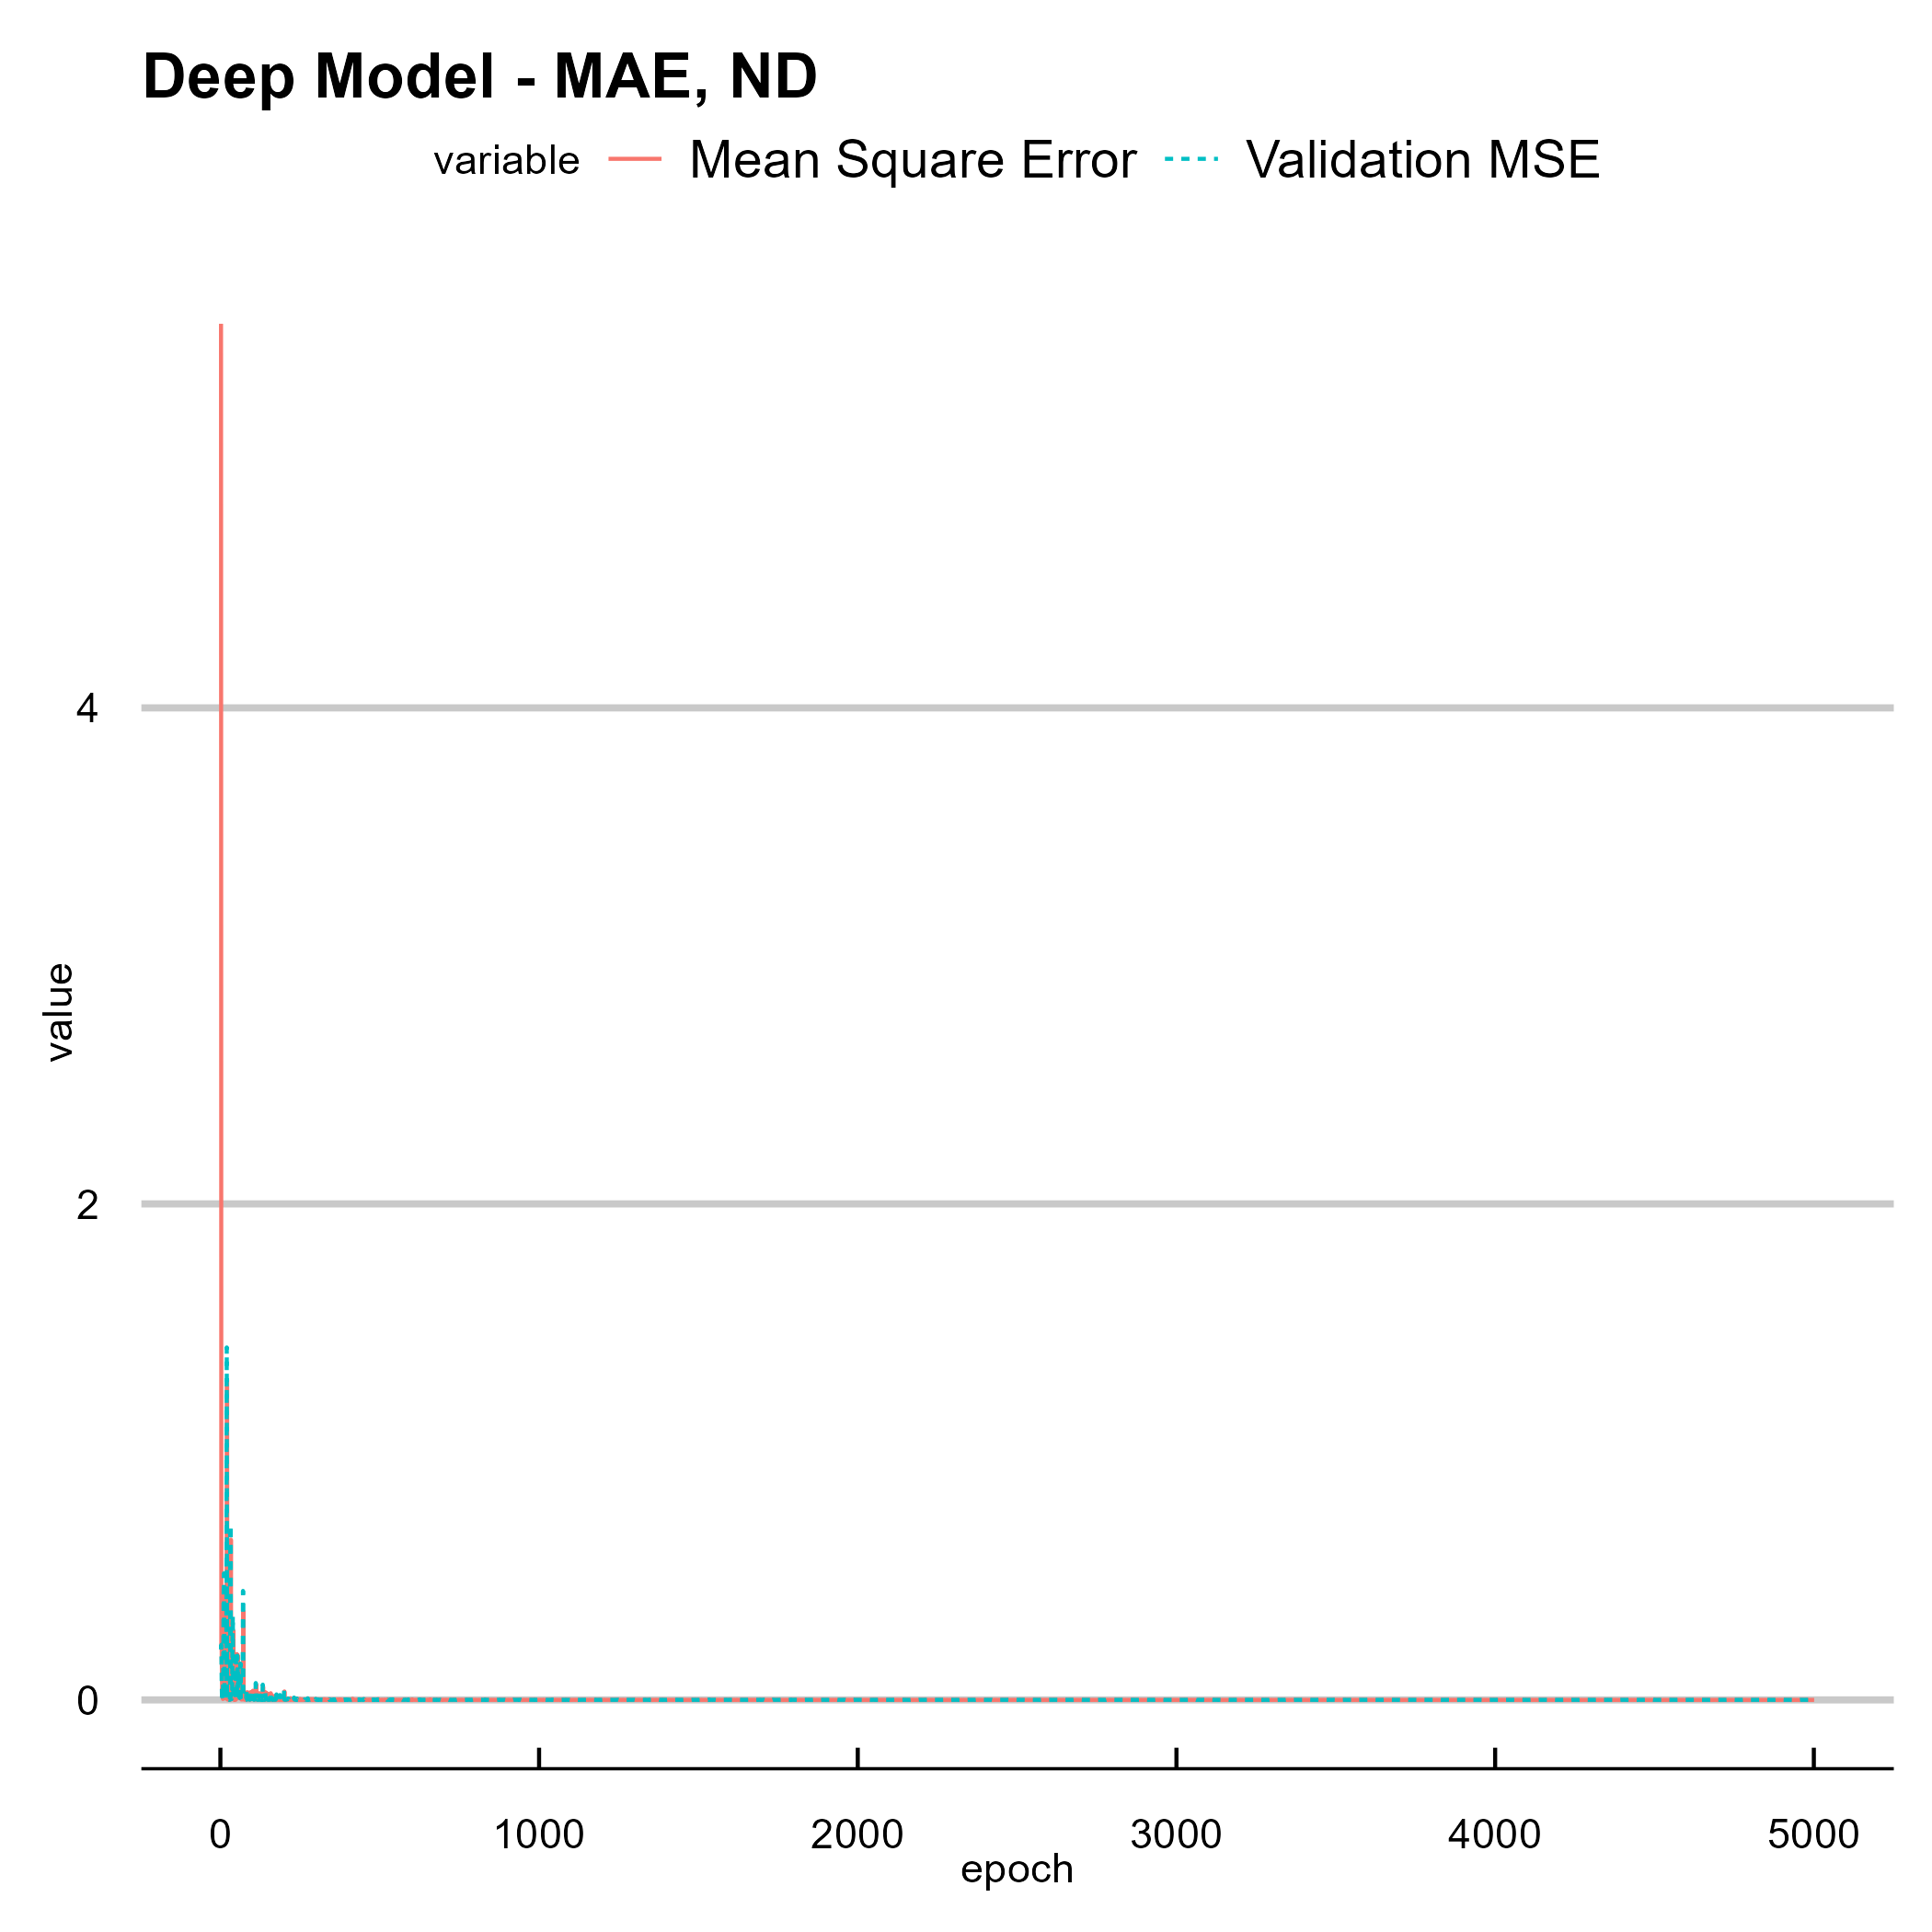 Deep Model - MAE, ND
variable Mean Square Error Validation MSE
4
2
0
value
0 1000 2000 3000 4000 5000
epoch